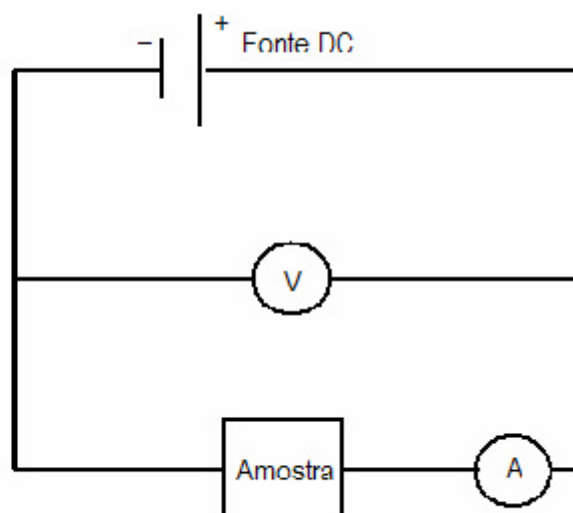 − + Fonte DC
V
Amostra A